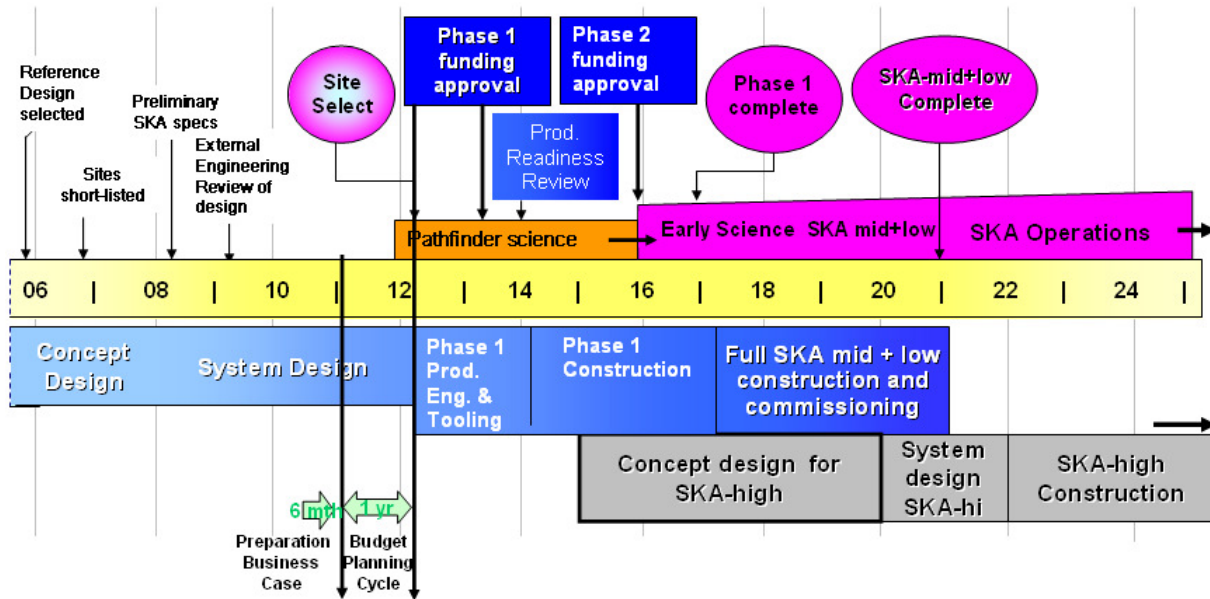 Reference
Design
selected
Sites
short-listed
Preliminary
SKA specs
External
Engineering
Review of
design
Site
Select
Phase 1
funding
approval
Prod.
Readiness
Review
Phase 2
funding
approval
Phase 1
complete
SKA-mid+low
Complete
Pathfinder science
Early Science SKA mid+low
SKA Operations
06 | 08 | 10 | 12 | 14 | 16 | 18 | 20 | 22 | 24 |
Concept
Design
System Design
Phase 1
Prod.
Eng. &
Tooling
Phase 1
Construction
Full SKA mid + low
construction and
commissioning
Concept design for
SKA-high
System
design
SKA-hi
SKA-high
Construction
6 mth
1 yr
Preparation
Business
Case
Budget
Planning
Cycle